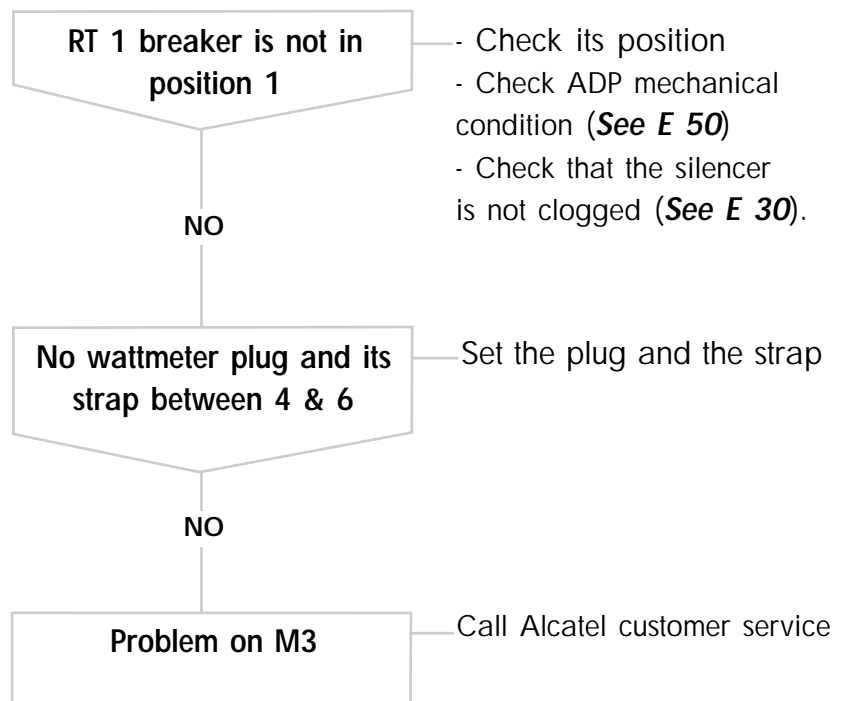 RT 1 breaker is not in
position 1
- Check its position
- Check ADP mechanical
condition (See E 50)
- Check that the silencer
is not clogged (See E 30).
NO
No wattmeter plug and its
strap between 4 & 6
Set the plug and the strap
NO
Problem on M3
Call Alcatel customer service